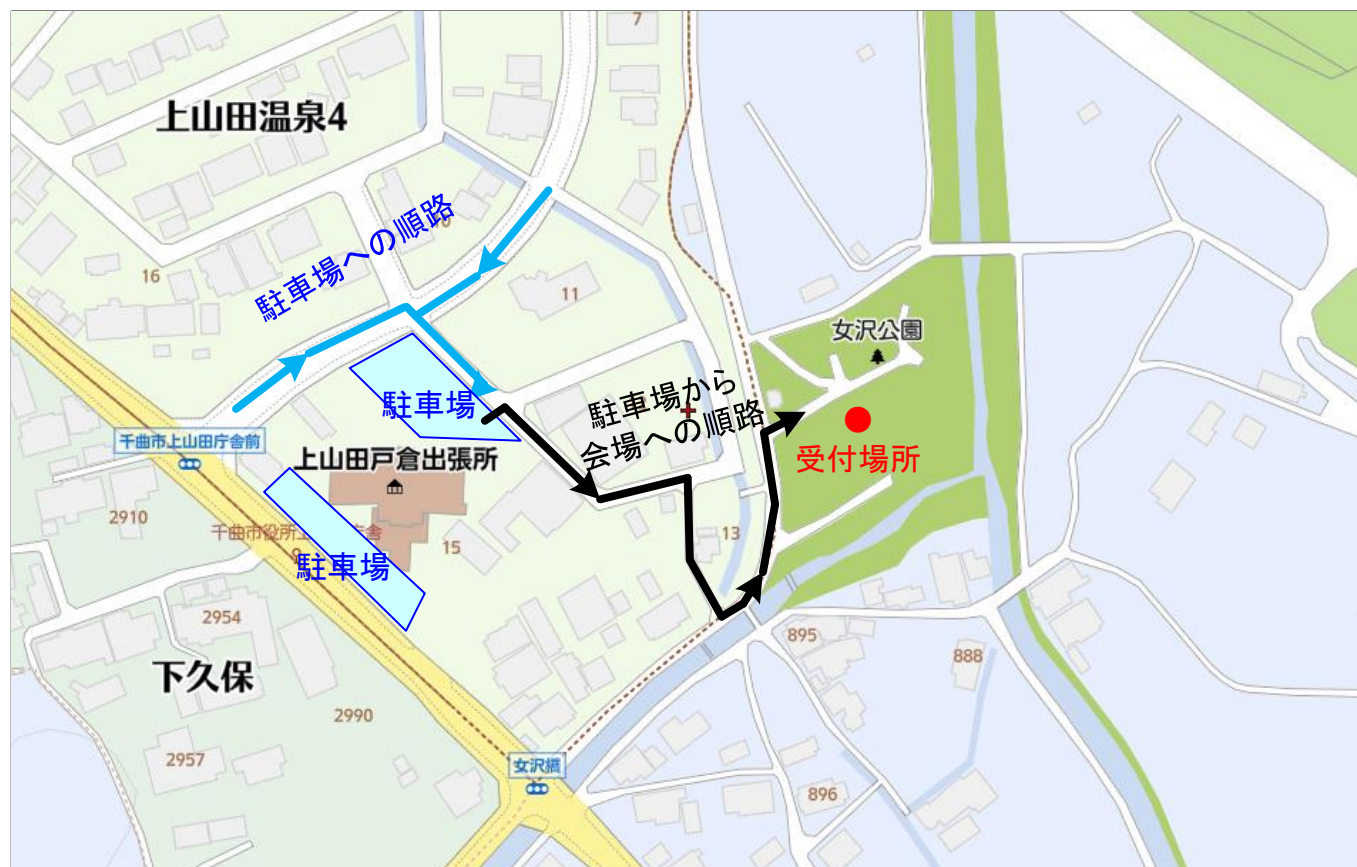 7
上山田温泉4
駐車場への順路
10
16
11
女沢公園
駐車場から
会場への順路
駐車場
受付場所
千曲市上山田庁舎前
上山田戸倉出張所
2910
千曲市役所上
舎
15
13
駐車場
2954
895
888
下久保
2990
2957
女沢橋
896